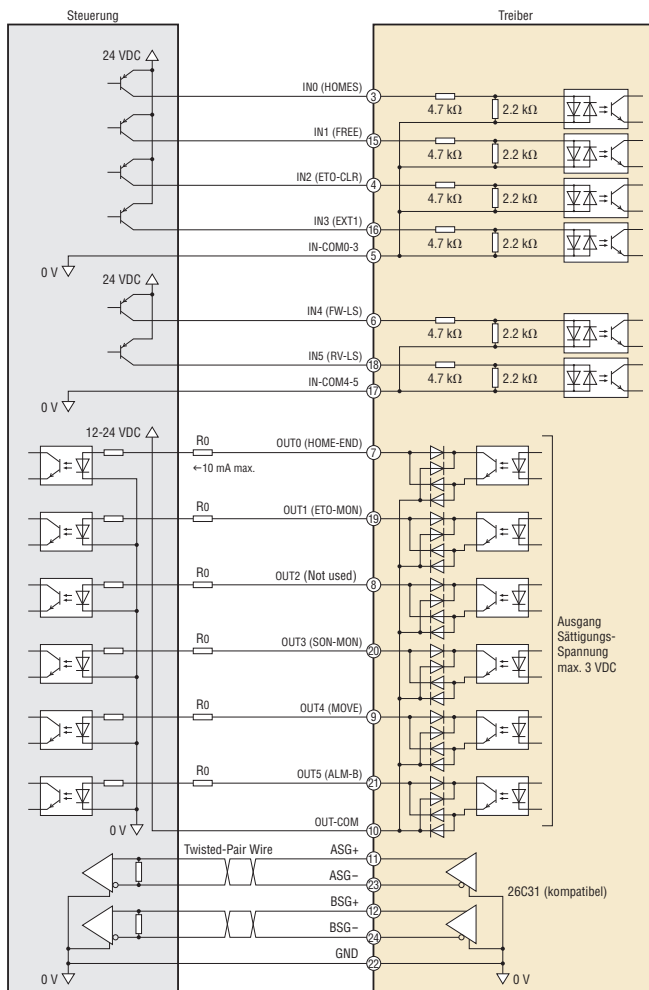 Steuerung
Treiber
24 VDC
IN0 (HOMES)
3
4.7 kΩ
2.2 kΩ
IN1 (FREE)
15
4.7 kΩ
2.2 kΩ
IN2 (ETO-CLR)
4
4.7 kΩ
2.2 kΩ
IN3 (EXT1)
16
4.7 kΩ
2.2 kΩ
IN-COM0-3
5
0 V
24 VDC
IN4 (FW-LS)
6
4.7 kΩ
2.2 kΩ
IN5 (RV-LS)
18
4.7 kΩ
2.2 kΩ
IN-COM4-5
17
0 V
12-24 VDC
R0
OUT0 (HOME-END)
7
←10 mA max.
R0
OUT1 (ETO-MON)
19
R0
OUT2 (Not used)
8
R0
OUT3 (SON-MON)
20
Ausgang
Sättigungs-
Spannung
max. 3 VDC
R0
OUT4 (MOVE)
9
R0
OUT5 (ALM-B)
21
0 V
OUT-COM
10
Twisted-Pair Wire
ASG+
11
ASG−
23
26C31 (kompatibel)
BSG+
12
BSG−
24
GND
22
0 V
0 V